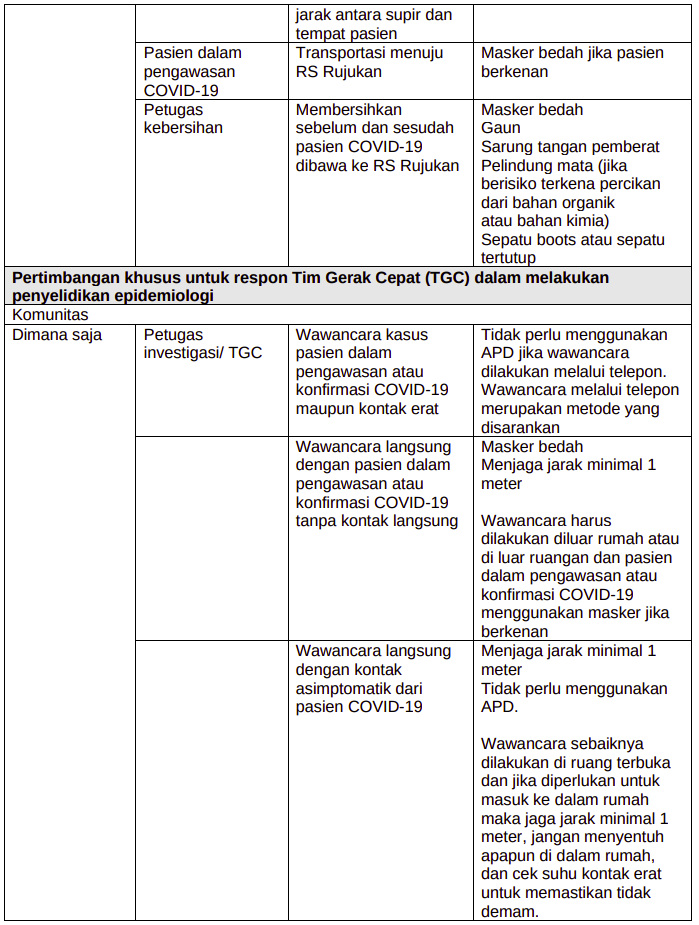 jarak antara supir dan
tempat pasien
Pasien dalam
pengawasan
COVID-19
Transportasi menuju
RS Rujukan
Masker bedah jika pasien
berkenan
Petugas
kebersihan
Membersihkan
sebelum dan sesudah
pasien COVID-19
dibawa ke RS Rujukan
Masker bedah
Gaun
Sarung tangan pemberat
Pelindung mata (jika
berisiko terkena percikan
dari bahan organik
atau bahan kimia)
Sepatu boots atau sepatu
tertutup
Pertimbangan khusus untuk respon Tim Gerak Cepat (TGC) dalam melakukan
penyelidikan epidemiologi
Komunitas
Dimana saja
Petugas
investigasi/ TGC
Wawancara kasus
pasien dalam
pengawasan atau
konfirmasi COVID-19
maupun kontak erat
Tidak perlu menggunakan
APD jika wawancara
dilakukan melalui telepon.
Wawancara melalui telepon
merupakan metode yang
disarankan
Wawancara langsung
dengan pasien dalam
pengawasan atau
konfirmasi COVID-19
tanpa kontak langsung
Masker bedah
Menjaga jarak minimal 1
meter
Wawancara harus
dilakukan diluar rumah atau
di luar ruangan dan pasien
dalam pengawasan atau
konfirmasi COVID-19
menggunakan masker jika
berkenan
Wawancara langsung
dengan kontak
asimptomatik dari
pasien COVID-19
Menjaga jarak minimal 1
meter
Tidak perlu menggunakan
APD.
Wawancara sebaiknya
dilakukan di ruang terbuka
dan jika diperlukan untuk
masuk ke dalam rumah
maka jaga jarak minimal 1
meter, jangan menyentuh
apapun di dalam rumah,
dan cek suhu kontak erat
untuk memastikan tidak
demam.